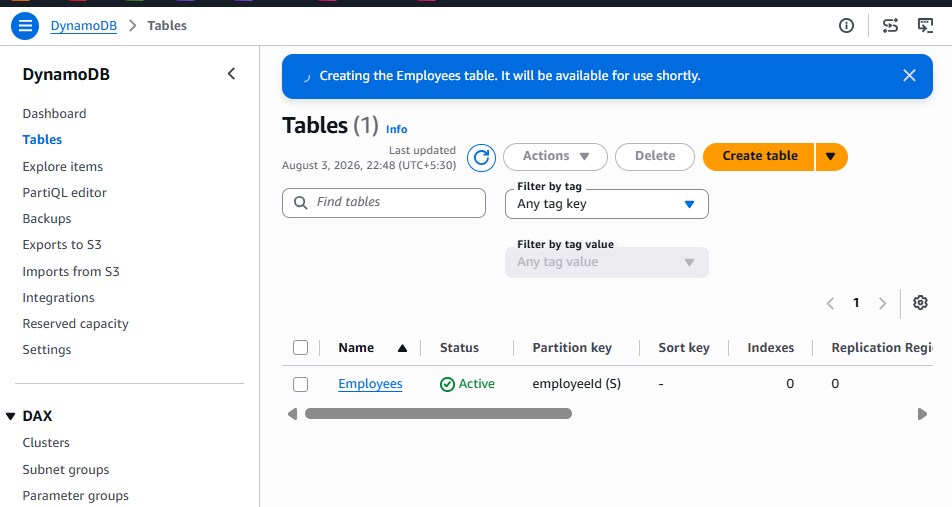 DynamoDB > Tables
DynamoDB
Dashboard
Tables
Explore items
PartiQL editor
Backups
Exports to S3
Imports from S3
Integrations
Reserved capacity
Settings
DAX
Clusters
Subnet groups
Parameter groups
Creating the Employees table. It will be available for use shortly.
Tables (1) Info
Last updated
August 3, 2026, 22:48 (UTC+5:30)
Actions
Delete
Create table
Find tables
Filter by tag
Any tag key
Filter by tag value
Any tag value
1
Name Status Partition key Sort key Indexes Replication Regi
Employees Active employeeId (S) - 0 0